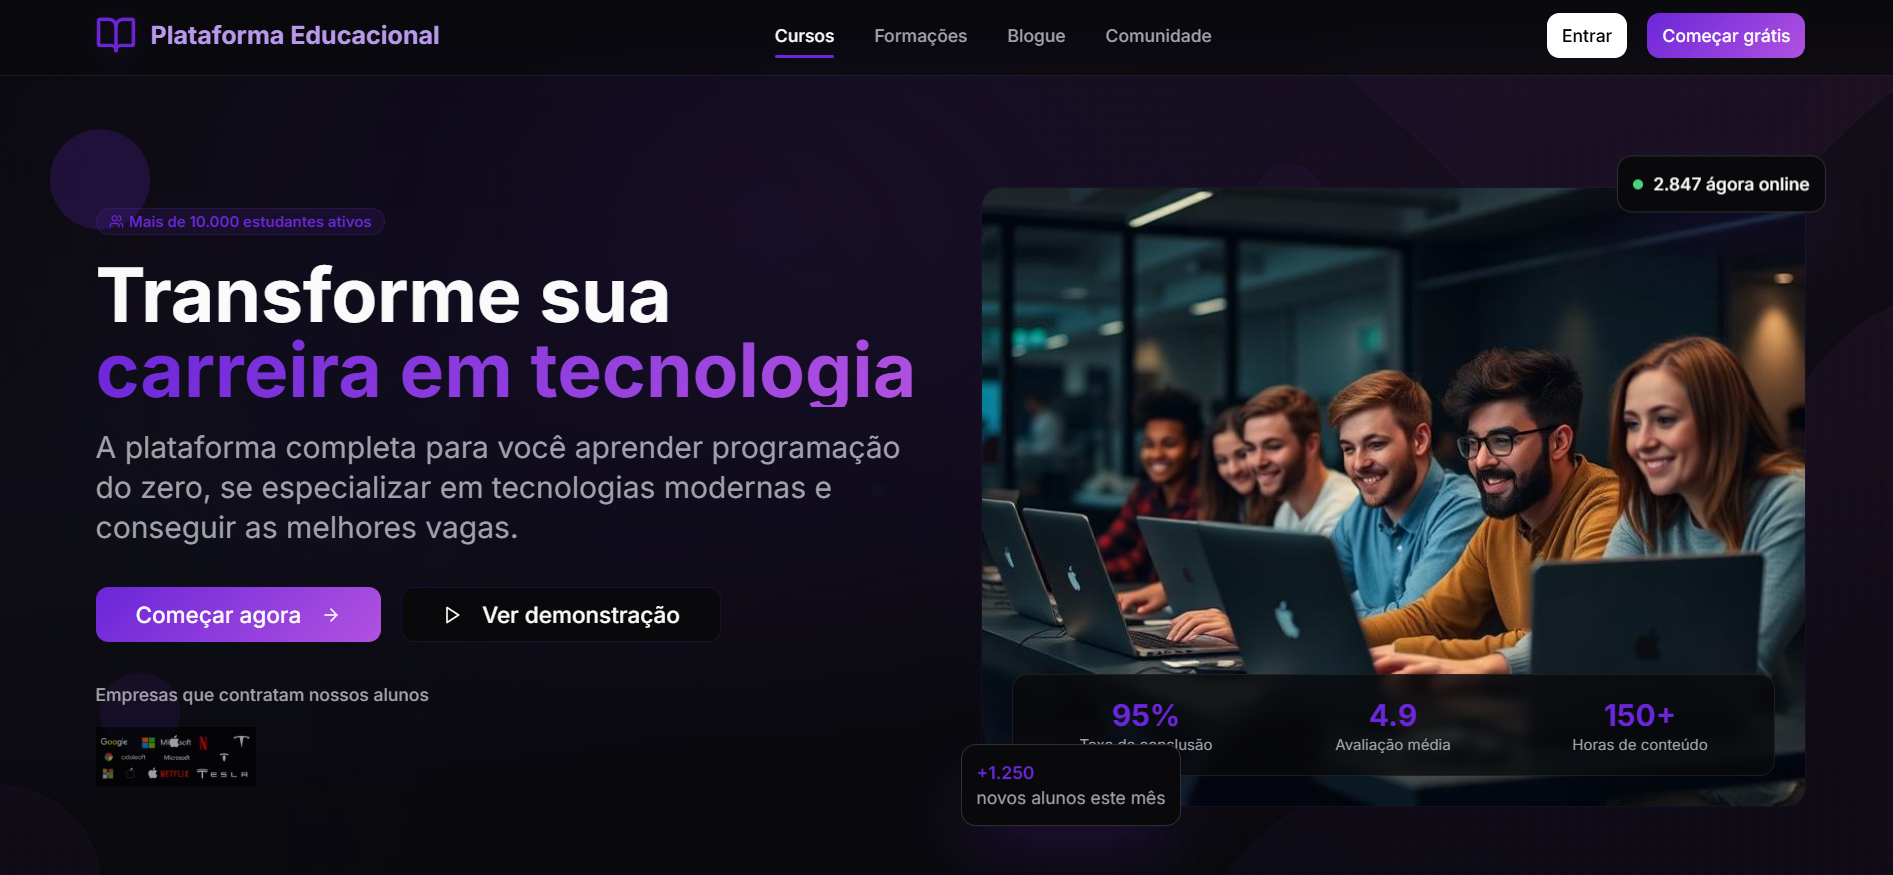 Plataforma Educacional
Cursos
Formações
Blogue
Comunidade
Entrar
Começar grátis
2.847 ágora online
Mais de 10.000 estudantes ativos
Transforme sua
carreira em tecnologia
A plataforma completa para você aprender programação
do zero, se especializar em tecnologias modernas e
conseguir as melhores vagas.
Começar agora
Ver demonstração
Empresas que contratam nossos alunos
Google
Microsoft
NETFLIX
TESLA
95%
Taxa de conclusão
4.9
Avaliação média
150+
Horas de conteúdo
+1.250
novos alunos este mês